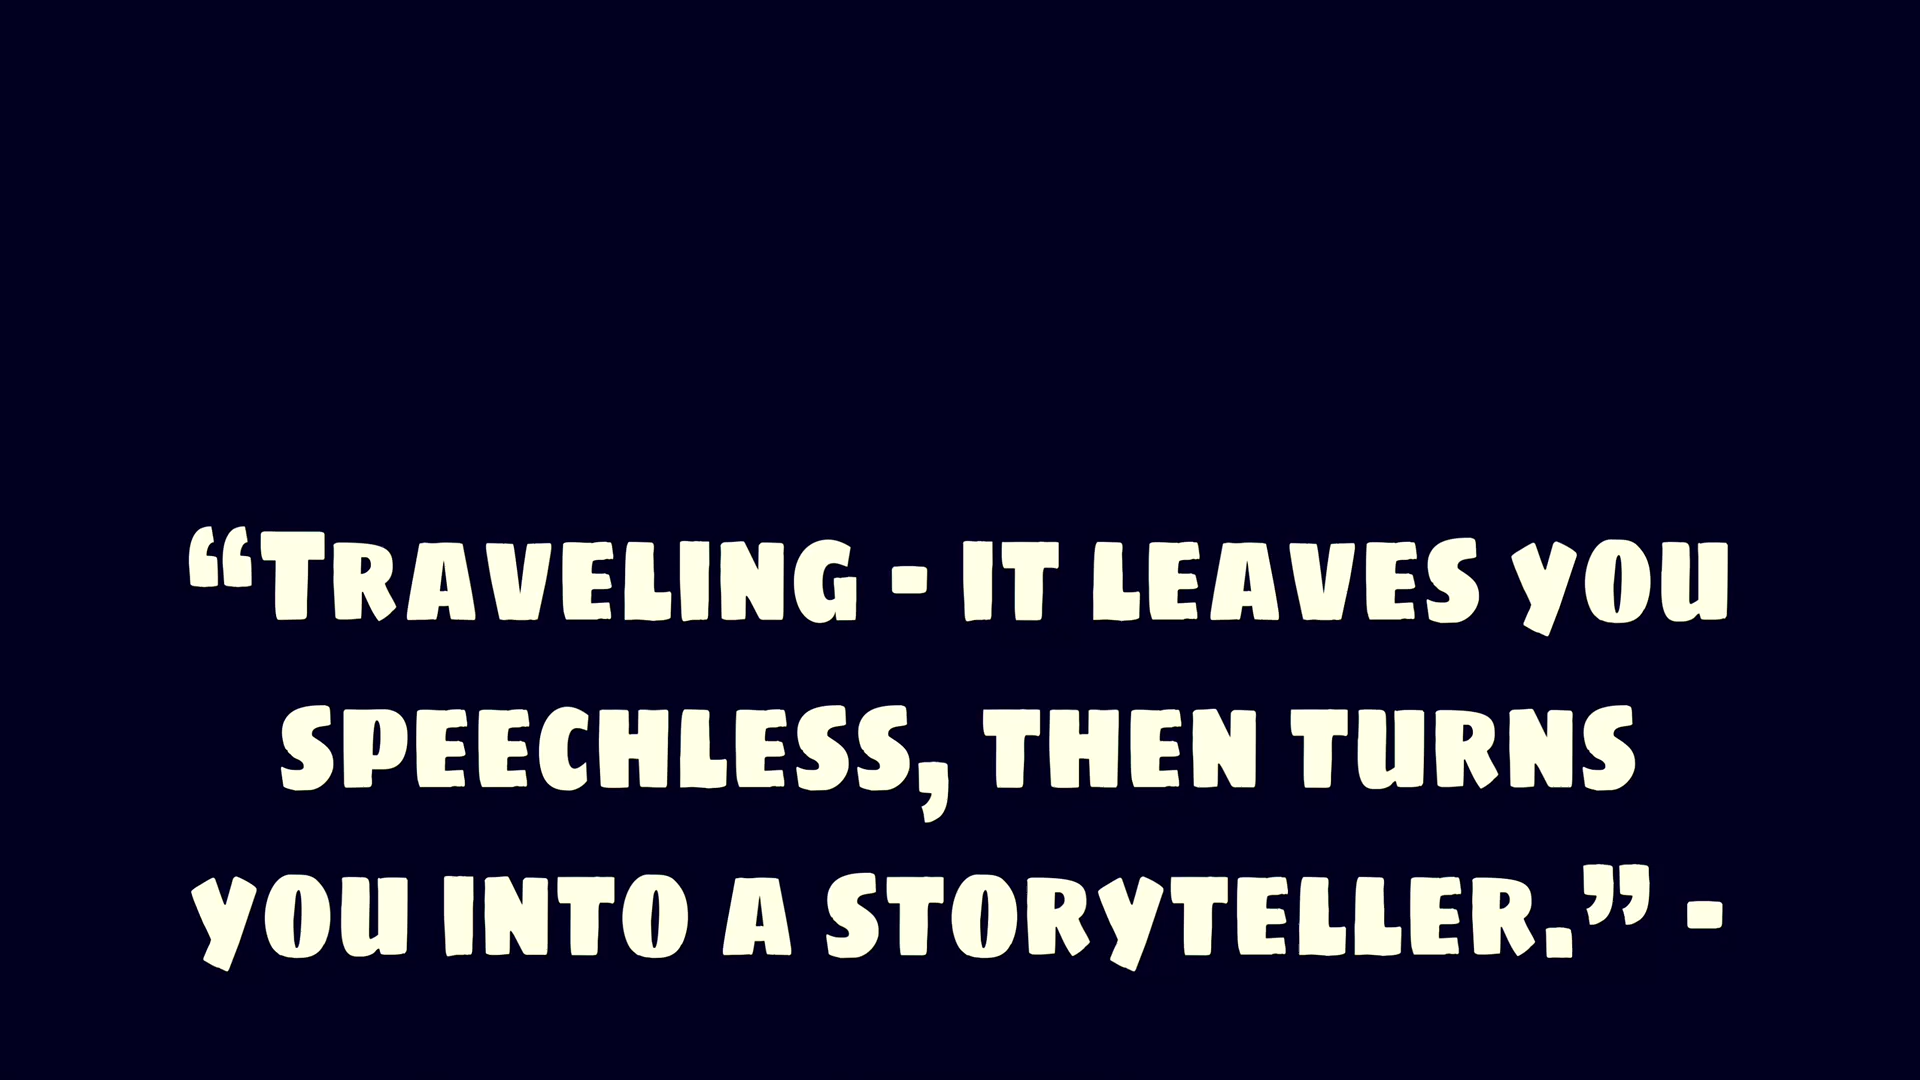 “Traveling - it leaves you
speechless, then turns
you into a storyteller.” -